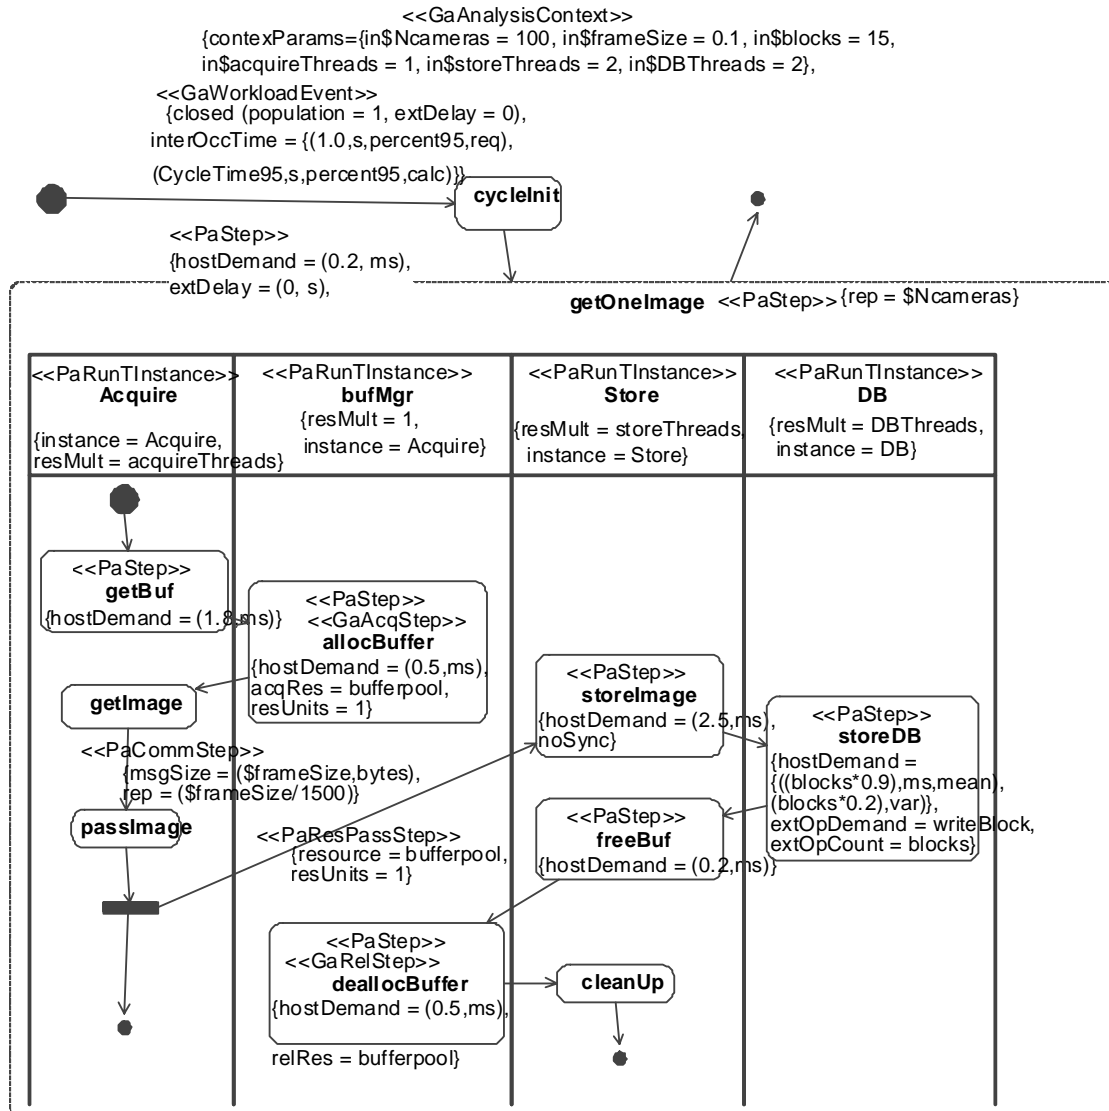 <<GaAnalysisContext>>
{contexParams={in$Ncameras = 100, in$frameSize = 0.1, in$blocks = 15,
in$acquireThreads = 1, in$storeThreads = 2, in$DBThreads = 2},
<<GaWorkloadEvent>>
{closed (population = 1, extDelay = 0),
interOccTime = {(1.0,s,percent95,req),
(CycleTime95,s,percent95,calc)}}
cycleInit
<<PaStep>>
{hostDemand = (0.2, ms),
extDelay = (0, s),
getOneImage <<PaStep>> {rep = $Ncameras}
<<PaRunTInstance>>
Acquire
{instance = Acquire,
resMult = acquireThreads}
<<PaRunTInstance>>
bufMgr
{resMult = 1,
instance = Acquire}
<<PaRunTInstance>>
Store
{resMult = storeThreads,
instance = Store}
<<PaRunTInstance>>
DB
{resMult = DBThreads,
instance = DB}
<<PaStep>>
getBuf
{hostDemand = (1.8,ms)}
<<PaStep>>
<<GaAcqStep>>
allocBuffer
{hostDemand = (0.5,ms),
acqRes = bufferpool,
resUnits = 1}
getImage
<<PaCommStep>>
{msgSize = ($frameSize,bytes),
rep = ($frameSize/1500)}
passImage
<<PaStep>>
storeImage
{hostDemand = (2.5,ms),
noSync}
<<PaStep>>
storeDB
{hostDemand =
{((blocks*0.9),ms,mean),
(blocks*0.2),var)},
extOpDemand = writeBlock,
extOpCount = blocks}
<<PaResPassStep>>
{resource = bufferpool,
resUnits = 1}
<<PaStep>>
freeBuf
{hostDemand = (0.2,ms)}
<<PaStep>>
<<GaRelStep>>
deallocBuffer
{hostDemand = (0.5,ms),
relRes = bufferpool}
cleanUp